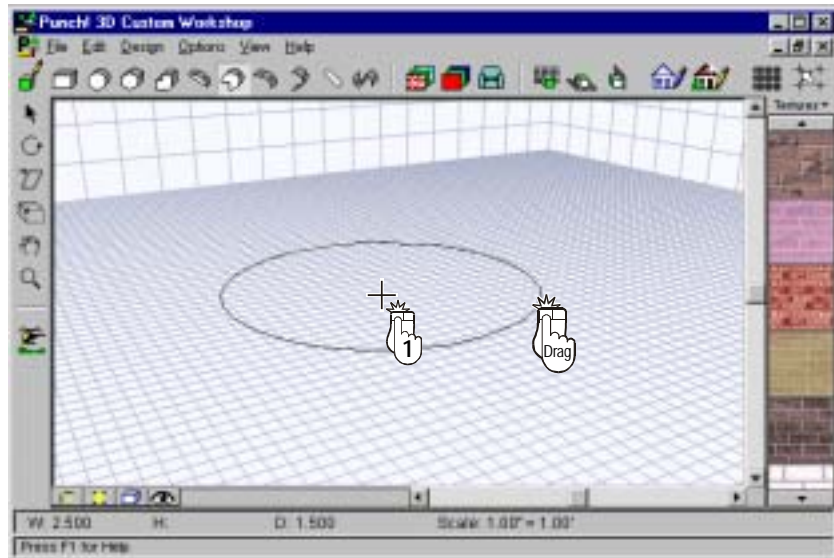 Punch! 3D Custom Workshop
File Edit Design Options View Help
Textures
1
Drag
W: 2.500 H: D: 1.500 Scale: 1.00" = 1.00"
Press F1 for Help